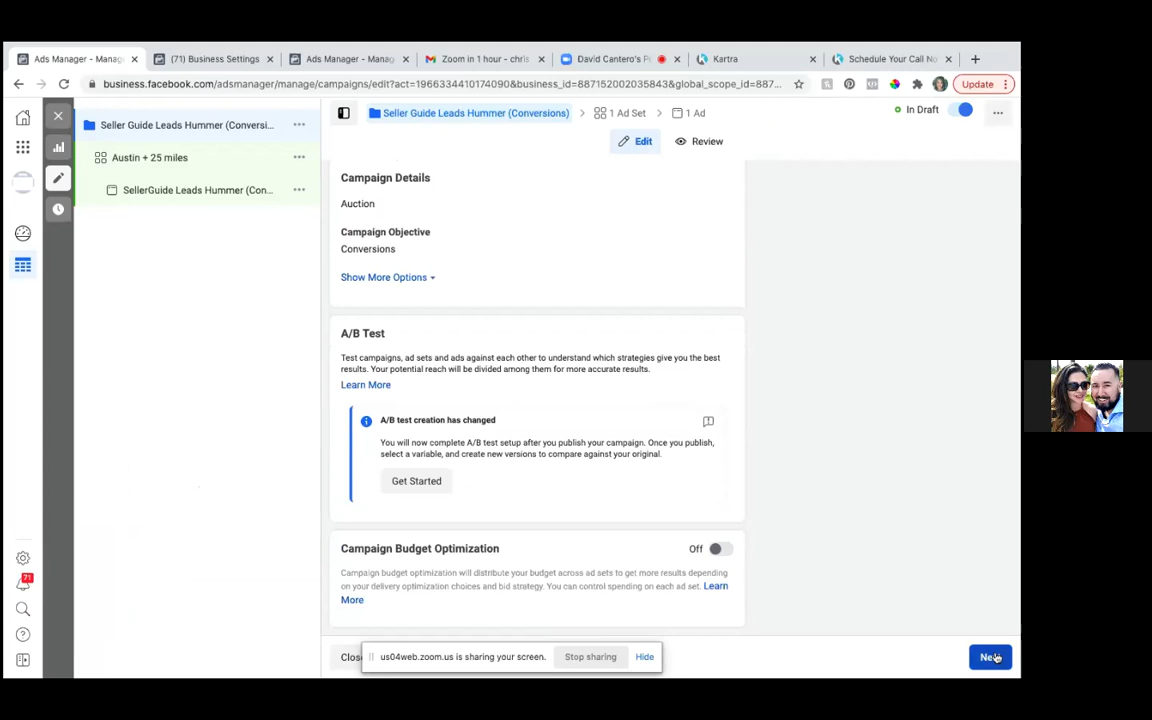 Ads Manager - Manag
(71) Business Settings
Ads Manager - Manag
Zoom in 1 hour - chris
David Cantero's P
Kartra
Schedule Your Call No
business.facebook.com/adsmanager/manage/campaigns/edit?act=1966334410174090&business_id=887152002035843&global_scope_id=887...
Update
Seller Guide Leads Hummer (Conversi...
Seller Guide Leads Hummer (Conversions)
1 Ad Set
1 Ad
In Draft
Edit
Review
Austin + 25 miles
SellerGuide Leads Hummer (Con...
Campaign Details
Auction
Campaign Objective
Conversions
Show More Options
A/B Test
Test campaigns, ad sets and ads against each other to understand which strategies give you the best
results. Your potential reach will be divided among them for more accurate results.
Learn More
A/B test creation has changed
You will now complete A/B test setup after you publish your campaign. Once you publish,
select a variable, and create new versions to compare against your original.
Get Started
Campaign Budget Optimization
Off
Campaign budget optimization will distribute your budget across ad sets to get more results depending
on your delivery optimization choices and bid strategy. You can control spending on each ad set. Learn
More
71
Clos
us04web.zoom.us is sharing your screen.
Stop sharing
Hide